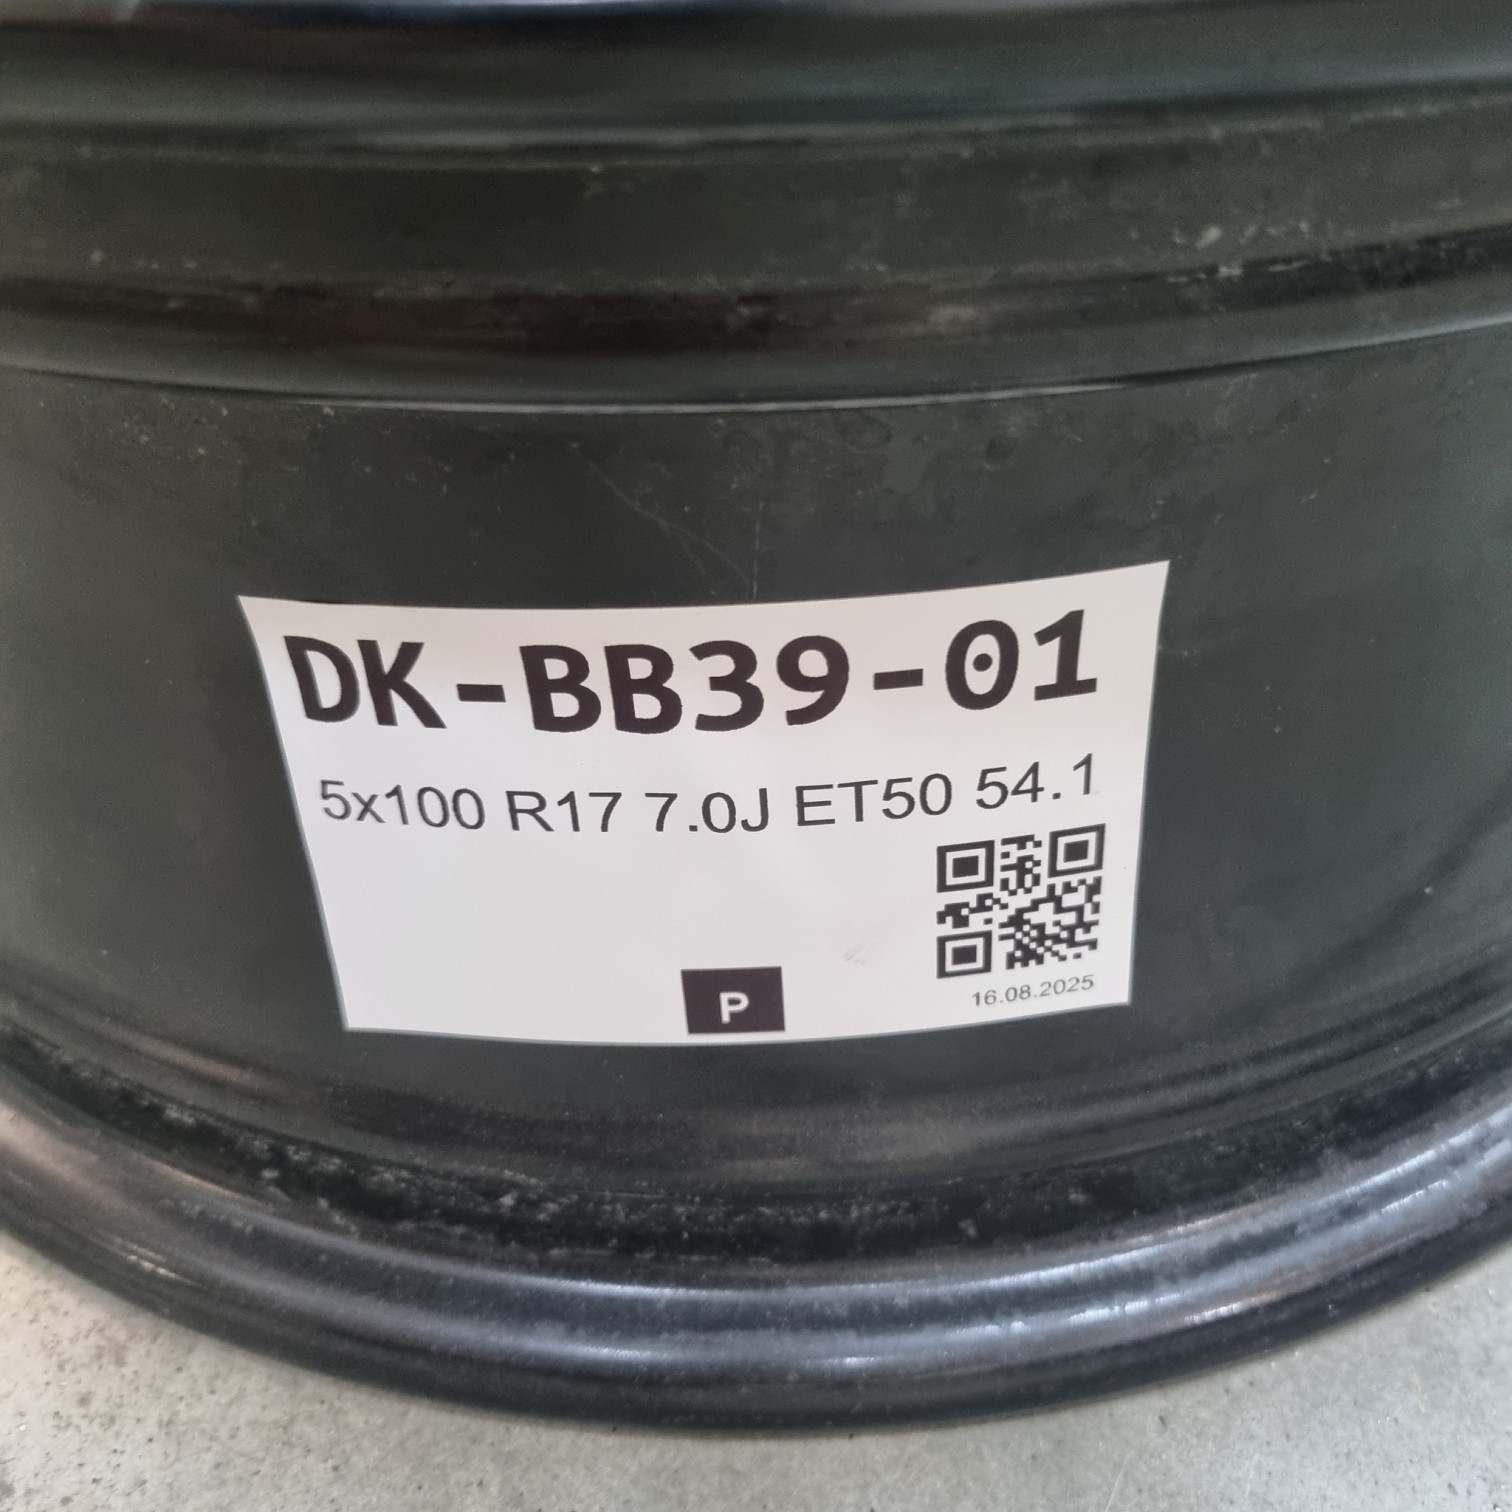 DK-BB39-01
5x100 R17 7.0J ET50 54.1
P
16.08.2025